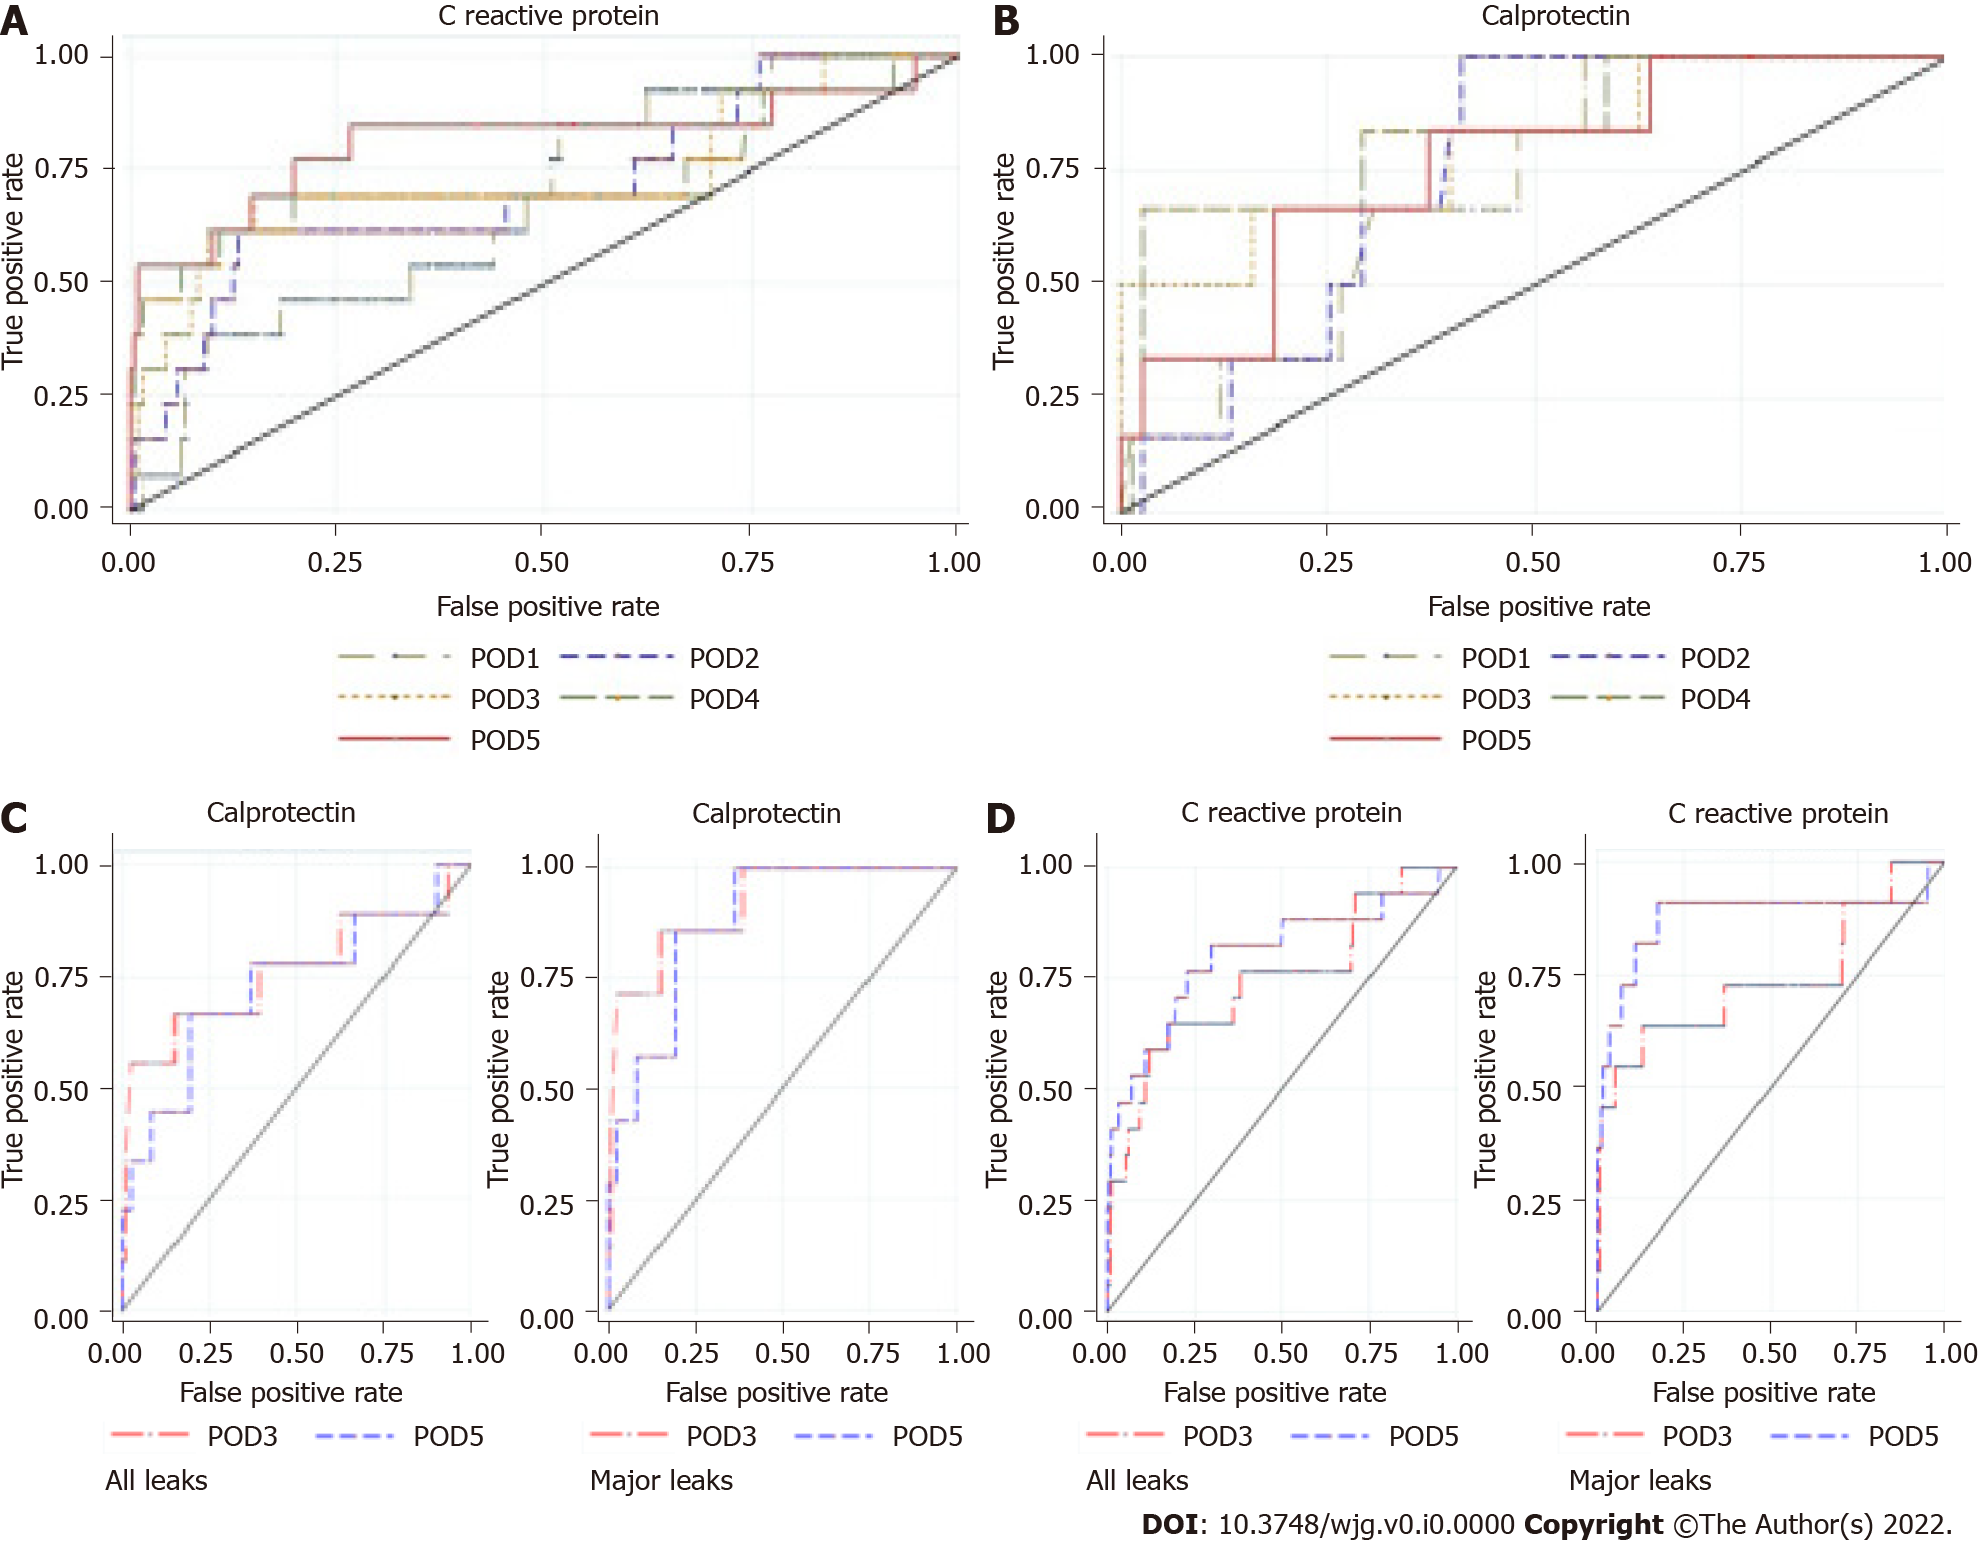 A
C reactive protein
True positive rate
1.00
0.75
0.50
0.25
0.00
0.00 0.25 0.50 0.75 1.00
False positive rate
POD1 POD2
POD3 POD4
POD5
B
Calprotectin
True positive rate
1.00
0.75
0.50
0.25
0.00
0.00 0.25 0.50 0.75 1.00
False positive rate
POD1 POD2
POD3 POD4
POD5
C
Calprotectin
True positive rate
1.00
0.75
0.50
0.25
0.00
0.00 0.25 0.50 0.75 1.00
False positive rate
POD3 POD5
All leaks
Calprotectin
True positive rate
1.00
0.75
0.50
0.25
0.00
0.00 0.25 0.50 0.75 1.00
False positive rate
POD3 POD5
Major leaks
D
C reactive protein
True positive rate
1.00
0.75
0.50
0.25
0.00
0.00 0.25 0.50 0.75 1.00
False positive rate
POD3 POD5
All leaks
C reactive protein
True positive rate
1.00
0.75
0.50
0.25
0.00
0.00 0.25 0.50 0.75 1.00
False positive rate
POD3 POD5
Major leaks
DOI: 10.3748/wjg.v0.i0.0000 Copyright ©The Author(s) 2022.